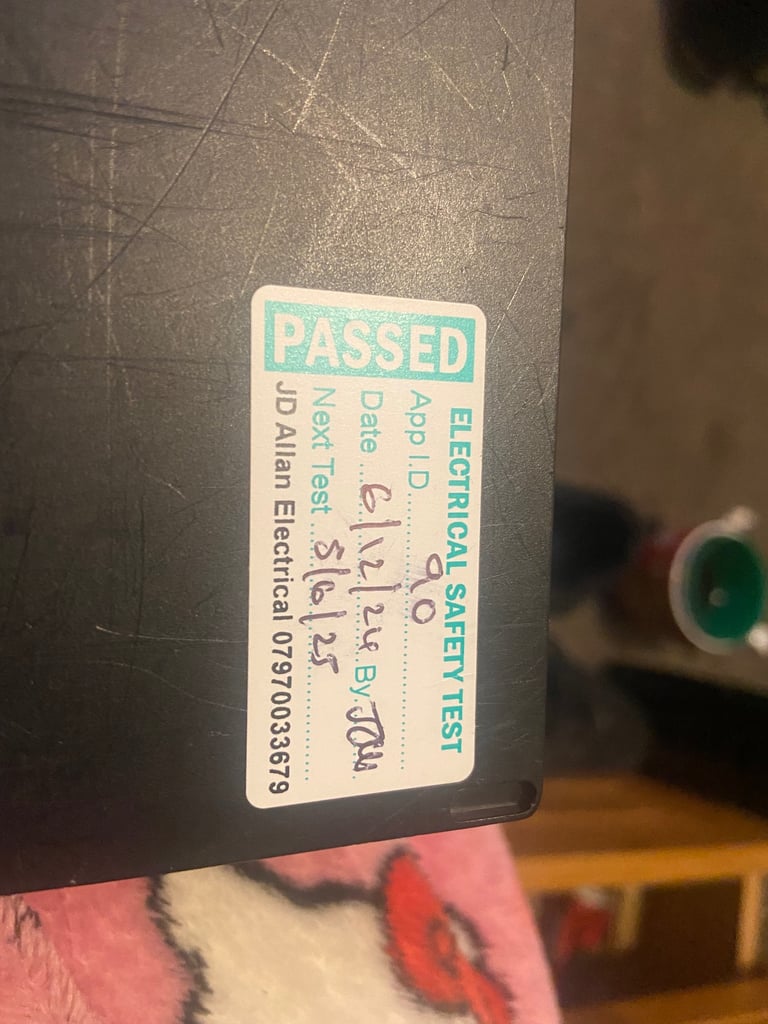 PASSED
ELECTRICAL SAFETY TEST
App I.D. 90
Date 6/12/24 By
Next Test 5/6/25
JD Allan Electrical 07970033679